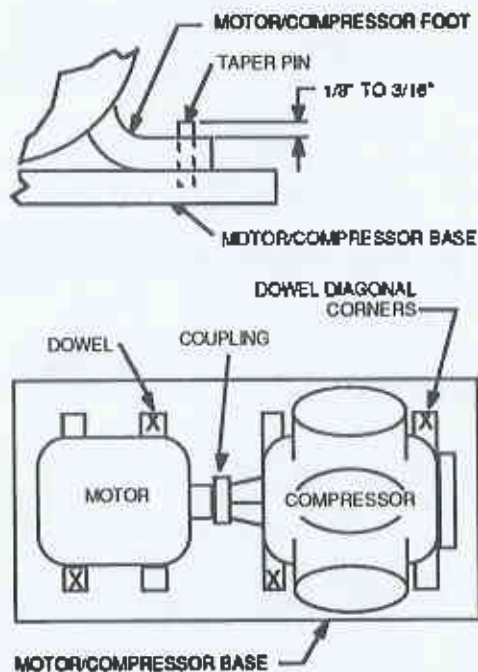 MOTOR/COMPRESSOR FOOT
TAPER PIN
1/8" TO 3/16"
MOTOR/COMPRESSOR BASE
DOWEL DIAGONAL
CORNERS
DOWEL
COUPLING
X
X
MOTOR
COMPRESSOR
X
X
MOTOR/COMPRESSOR BASE